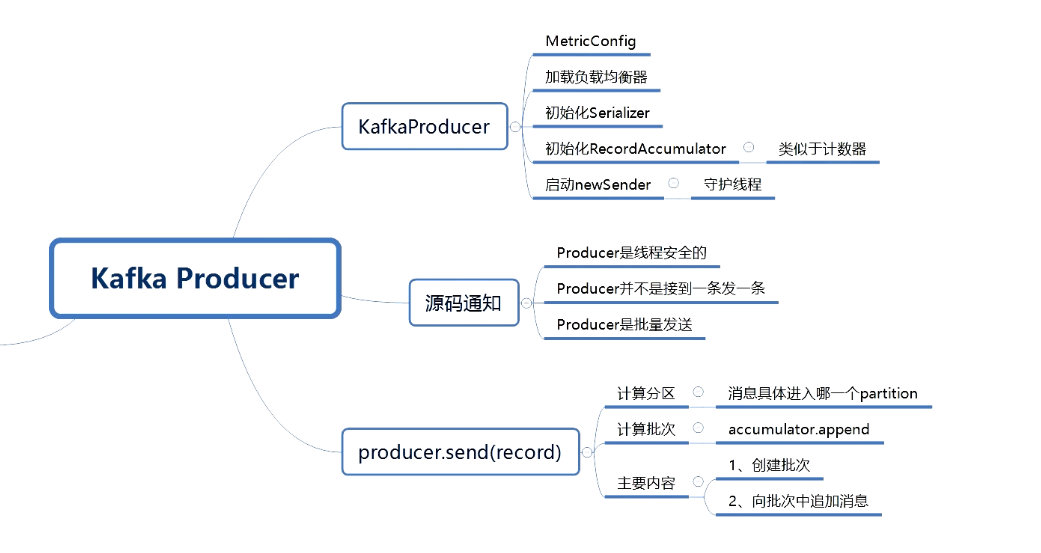 Kafka Producer
KafkaProducer
MetricConfig
加载负载均衡器
初始化Serializer
初始化RecordAccumulator
类似于计数器
启动newSender
守护线程
源码通知
Producer是线程安全的
Producer并不是接到一条发一条
Producer是批量发送
producer.send(record)
计算分区
消息具体进入哪一个partition
计算批次
accumulator.append
主要内容
1、创建批次
2、向批次中追加消息